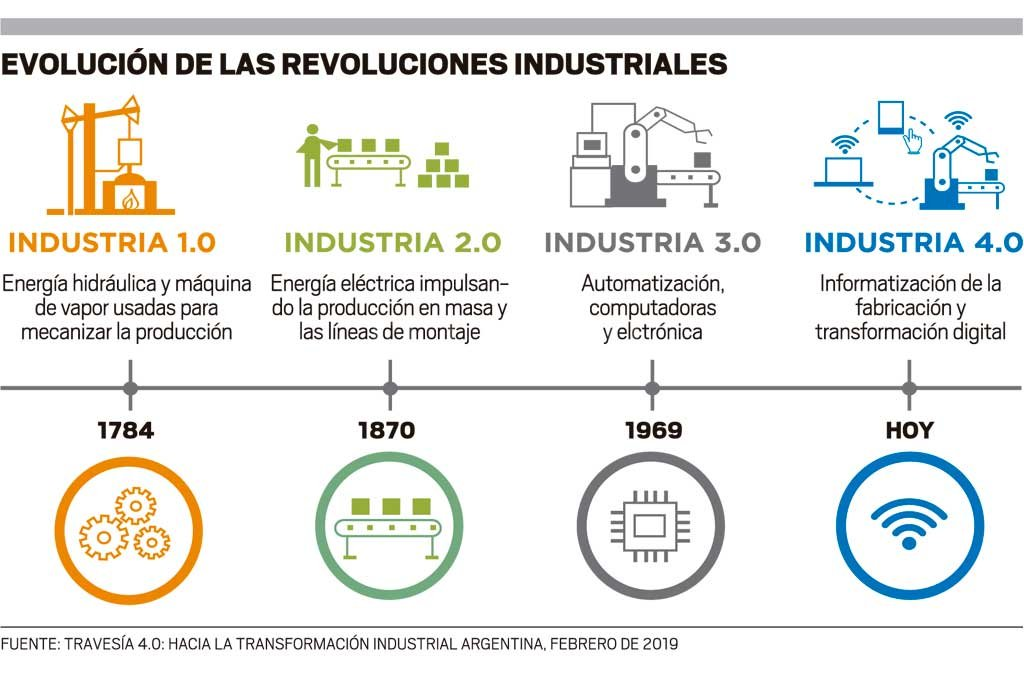 EVOLUCIÓN DE LAS REVOLUCIONES INDUSTRIALES
INDUSTRIA 1.0
Energía hidráulica y máquina
de vapor usadas para
mecanizar la producción
1784
INDUSTRIA 2.0
Energía eléctrica impulsan-
do la producción en masa y
las líneas de montaje
1870
INDUSTRIA 3.0
Automatización,
computadoras
y elctrónica
1969
INDUSTRIA 4.0
Informatización de la
fabricación y
transformación digital
HOY
FUENTE: TRAVESÍA 4.0: HACIA LA TRANSFORMACIÓN INDUSTRIAL ARGENTINA, FEBRERO DE 2019